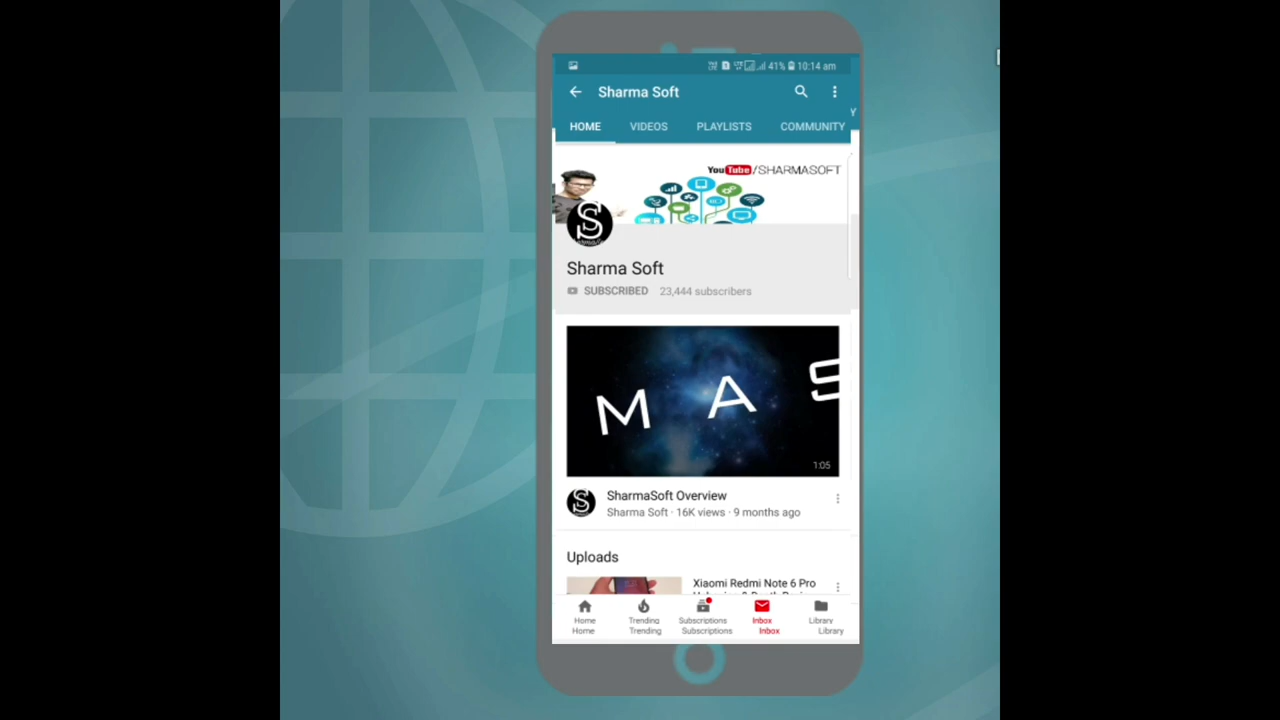 41% 10:14 am
Sharma Soft
HOME VIDEOS PLAYLISTS COMMUNITY
Y
YouTube/SHARMASOFT
S
Sharma Soft
SUBSCRIBED 23,444 subscribers
M A S
1:05
S
SharmaSoft Overview
Sharma Soft · 16K views · 9 months ago
Uploads
Xiaomi Redmi Note 6 Pro
Home Trending Subscriptions Inbox Library
Home Trending Subscriptions Inbox Library